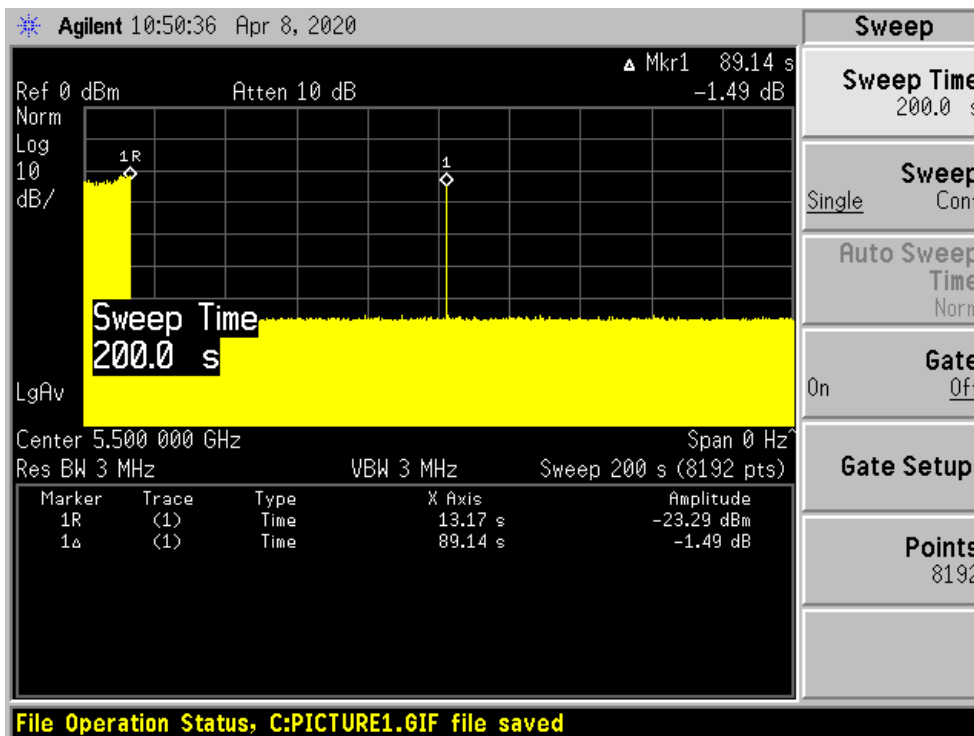 Agilent 10:50:36 Apr 8, 2020
Sweep
Δ Mkr1 89.14 s
Ref 0 dBm Atten 10 dB -1.49 dB
Norm
Log
10
dB/
1R
1
Sweep Time
200.0 s
LgAv
Center 5.500 000 GHz Span 0 Hz^
Res BW 3 MHz VBW 3 MHz Sweep 200 s (8192 pts)
Marker Trace Type X Axis Amplitude
1R (1) Time 13.17 s -23.29 dBm
1Δ (1) Time 89.14 s -1.49 dB
Sweep Time
200.0 s
Sweep
Single Con
Auto Sweep
Time
Norm
Gate
On Of
Gate Setup
Points
8192
File Operation Status, C:PICTURE1.GIF file saved